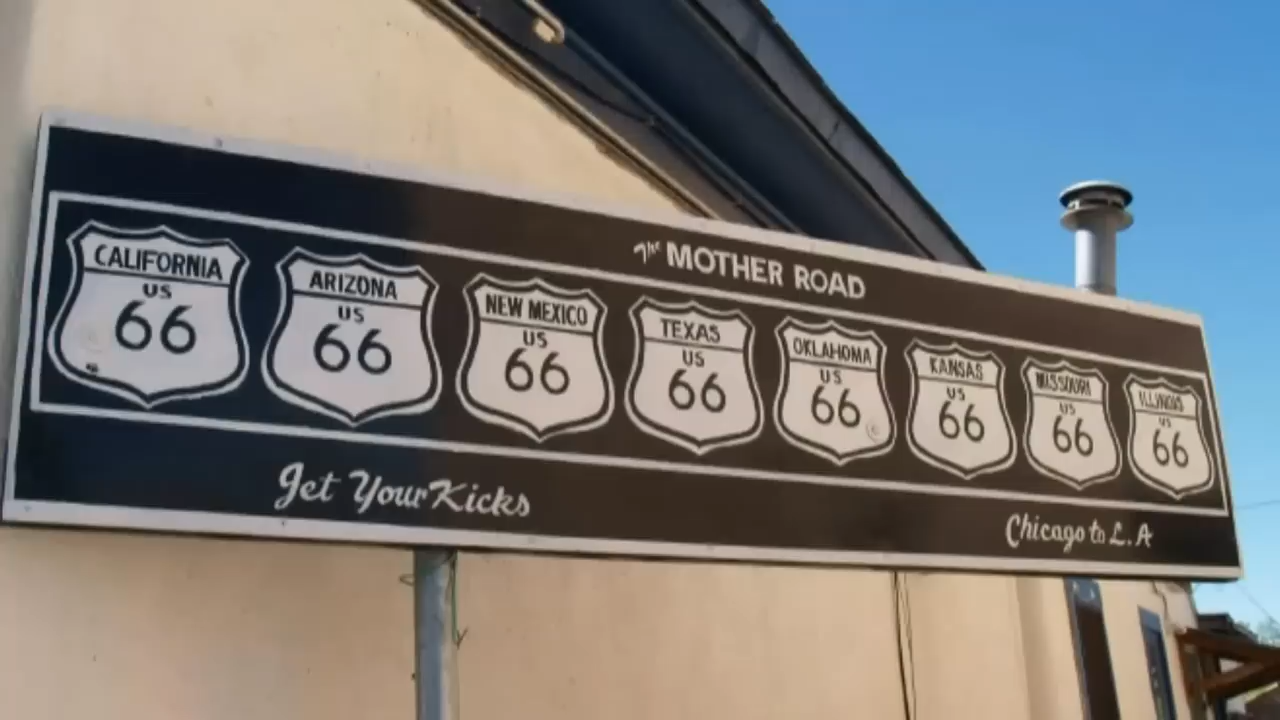 The MOTHER ROAD
CALIFORNIA
US
66
ARIZONA
US
66
NEW MEXICO
US
66
TEXAS
US
66
OKLAHOMA
US
66
KANSAS
US
66
MISSOURI
US
66
ILLINOIS
US
66
Get Your Kicks
Chicago to L.A